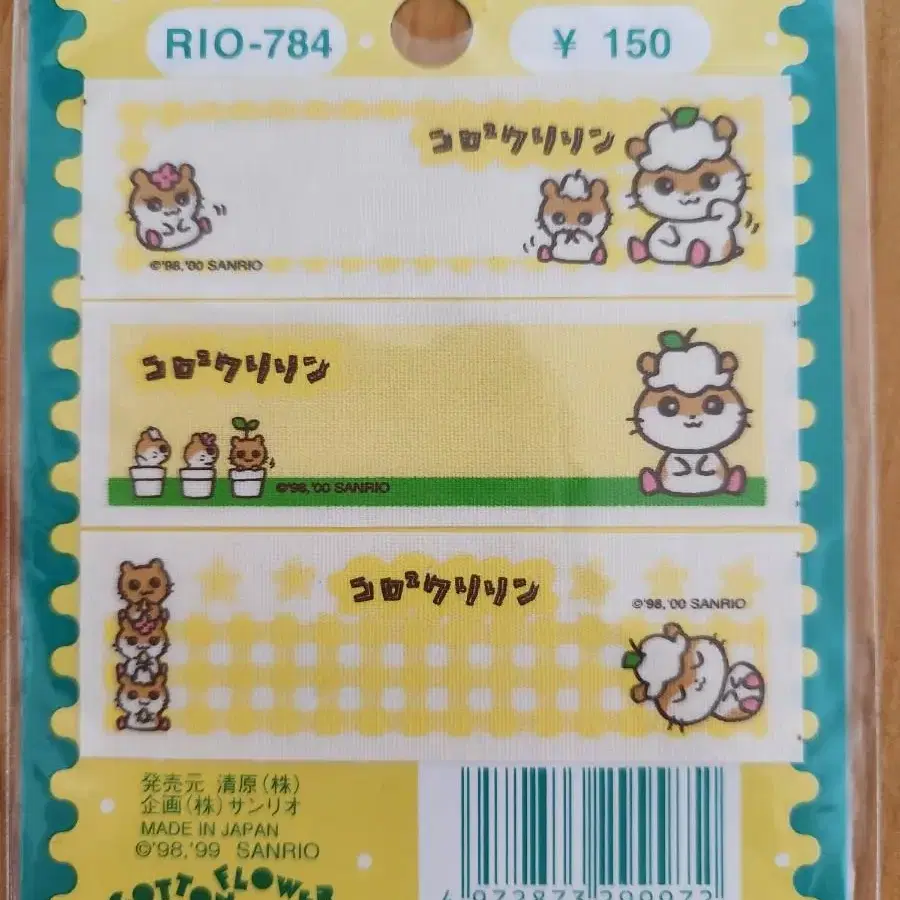 RIO-784
¥ 150
コロコロクリリン
©'98,'00 SANRIO
コロコロクリリン
©'98,'00 SANRIO
コロコロクリリン
©'98,'00 SANRIO
発売元 清原(株)
企画(株)サンリオ
MADE IN JAPAN
©'98,'99 SANRIO
COTTON FLOWER